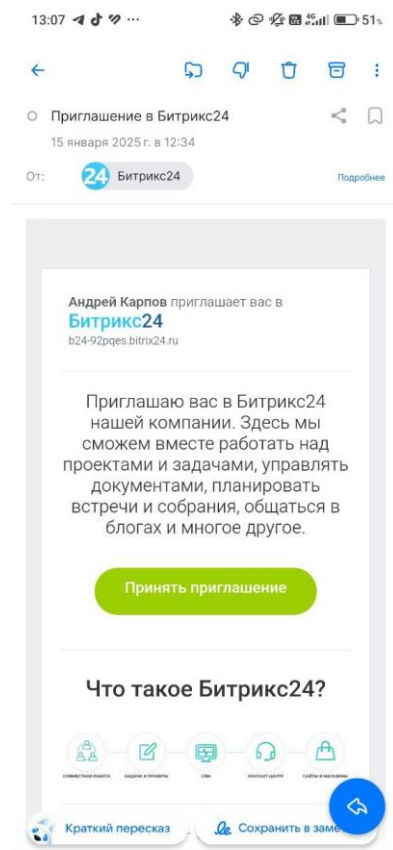 13:07 ··· 4G 51%
Приглашение в Битрикс24
15 января 2025 г. в 12:34
От: 24 Битрикс24 Подробнее
Андрей Карпов приглашает вас в
Битрикс24
b24-92pqes.bitrix24.ru
Приглашаю вас в Битрикс24
нашей компании. Здесь мы
сможем вместе работать над
проектами и задачами, управлять
документами, планировать
встречи и собрания, общаться в
блогах и многое другое.
Принять приглашение
Что такое Битрикс24?
СОВМЕСТНАЯ РАБОТА ЗАДАЧИ И ПРОЕКТЫ CRM КОНТАКТ-ЦЕНТР САЙТЫ И МАГАЗИНЫ
Краткий пересказ Сохранить в заме